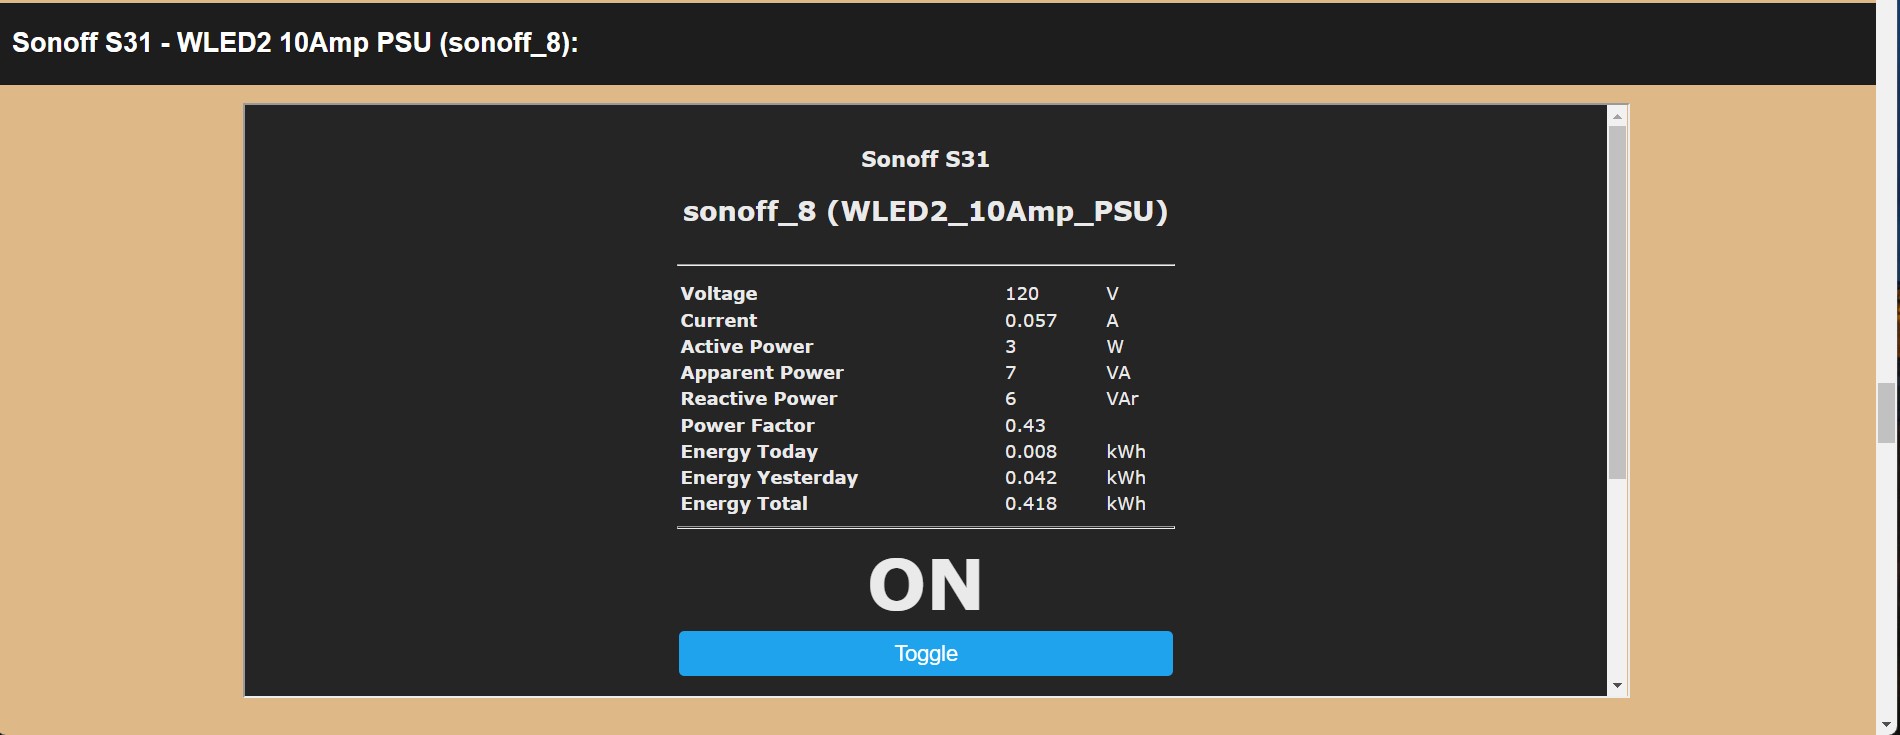 Sonoff S31 - WLED2 10Amp PSU (sonoff_8):
Sonoff S31
sonoff_8 (WLED2_10Amp_PSU)
Voltage 120 V
Current 0.057 A
Active Power 3 W
Apparent Power 7 VA
Reactive Power 6 VAr
Power Factor 0.43
Energy Today 0.008 kWh
Energy Yesterday 0.042 kWh
Energy Total 0.418 kWh
ON
Toggle